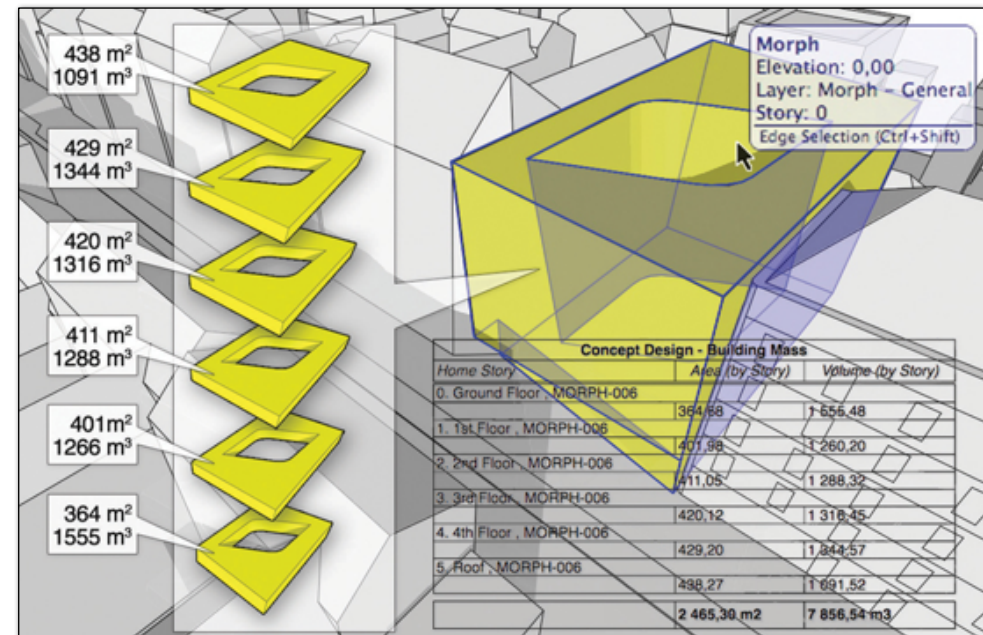 438 m²
1091 m³
429 m²
1344 m³
420 m²
1316 m³
411 m²
1288 m³
401m²
1266 m³
364 m²
1555 m³
Morph
Elevation: 0,00
Layer: Morph - General
Story: 0
Edge Selection (Ctrl+Shift)
Concept Design - Building Mass
Home Story Area (by Story) Volume (by Story)
0. Ground Floor , MORPH-006
364,68 1 555,48
1. 1st Floor , MORPH-006
401,98 1 260,20
2. 2nd Floor , MORPH-006
411,05 1 288,32
3. 3rd Floor , MORPH-006
420,12 1 316,45
4. 4th Floor , MORPH-006
429,20 1 344,57
5. Roof , MORPH-006
438,27 1 091,52
2 465,30 m2 7 856,54 m3